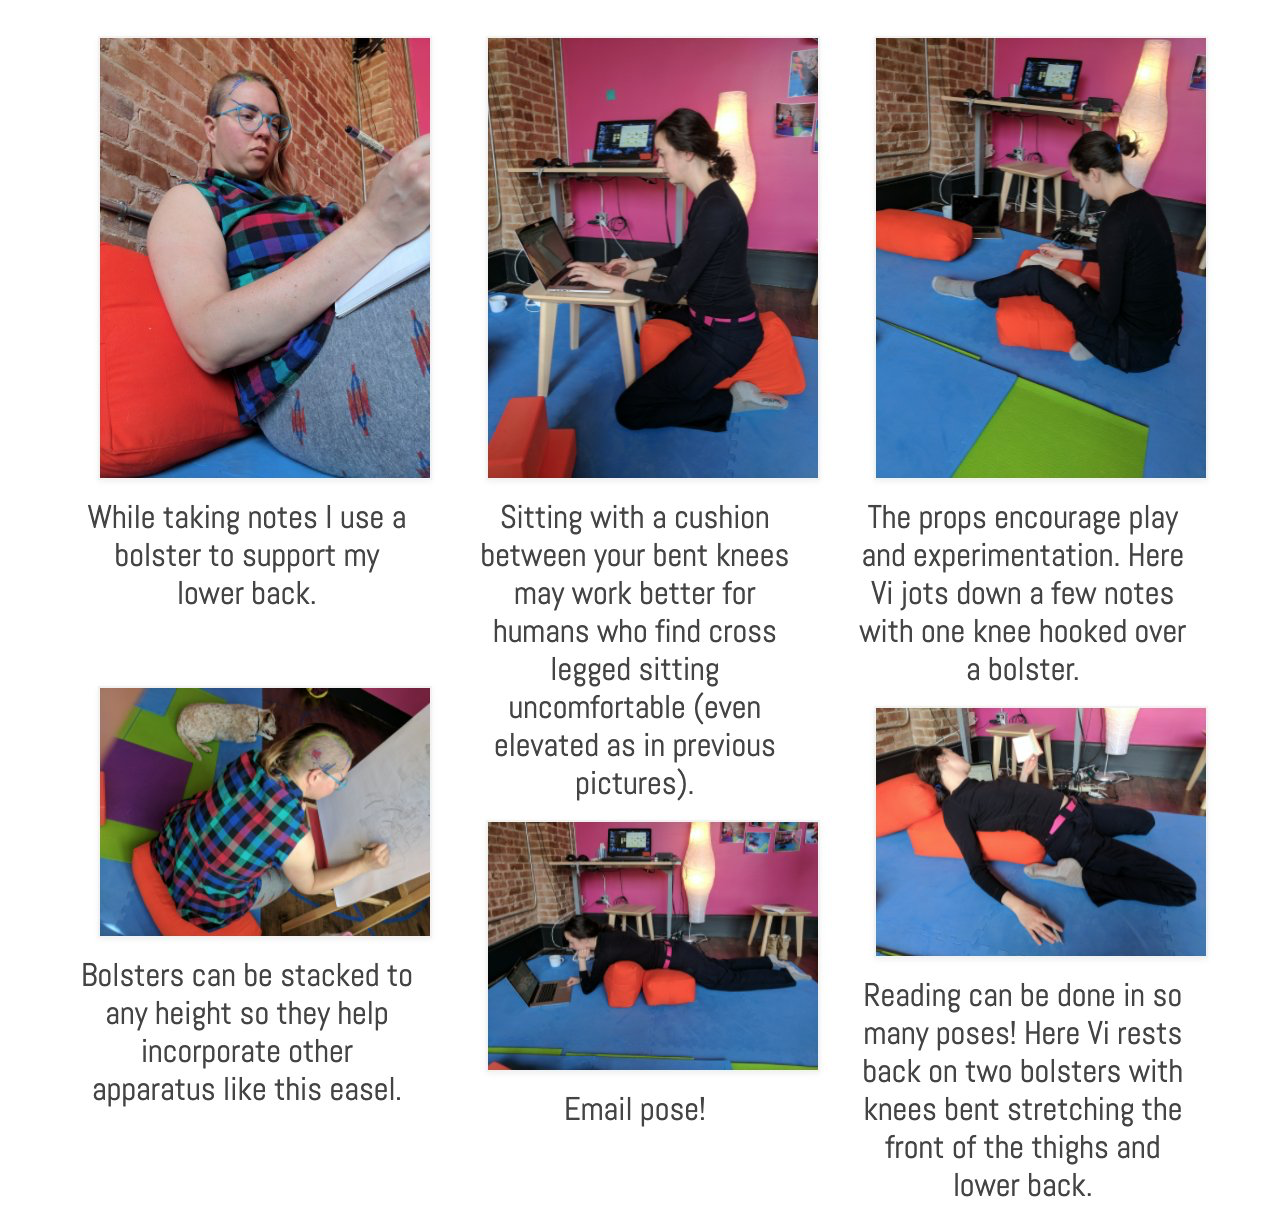 While taking notes I use a
bolster to support my
lower back.
Sitting with a cushion
between your bent knees
may work better for
humans who find cross
legged sitting
uncomfortable (even
elevated as in previous
pictures).
The props encourage play
and experimentation. Here
Vi jots down a few notes
with one knee hooked over
a bolster.
Bolsters can be stacked to
any height so they help
incorporate other
apparatus like this easel.
Email pose!
Reading can be done in so
many poses! Here Vi rests
back on two bolsters with
knees bent stretching the
front of the thighs and
lower back.